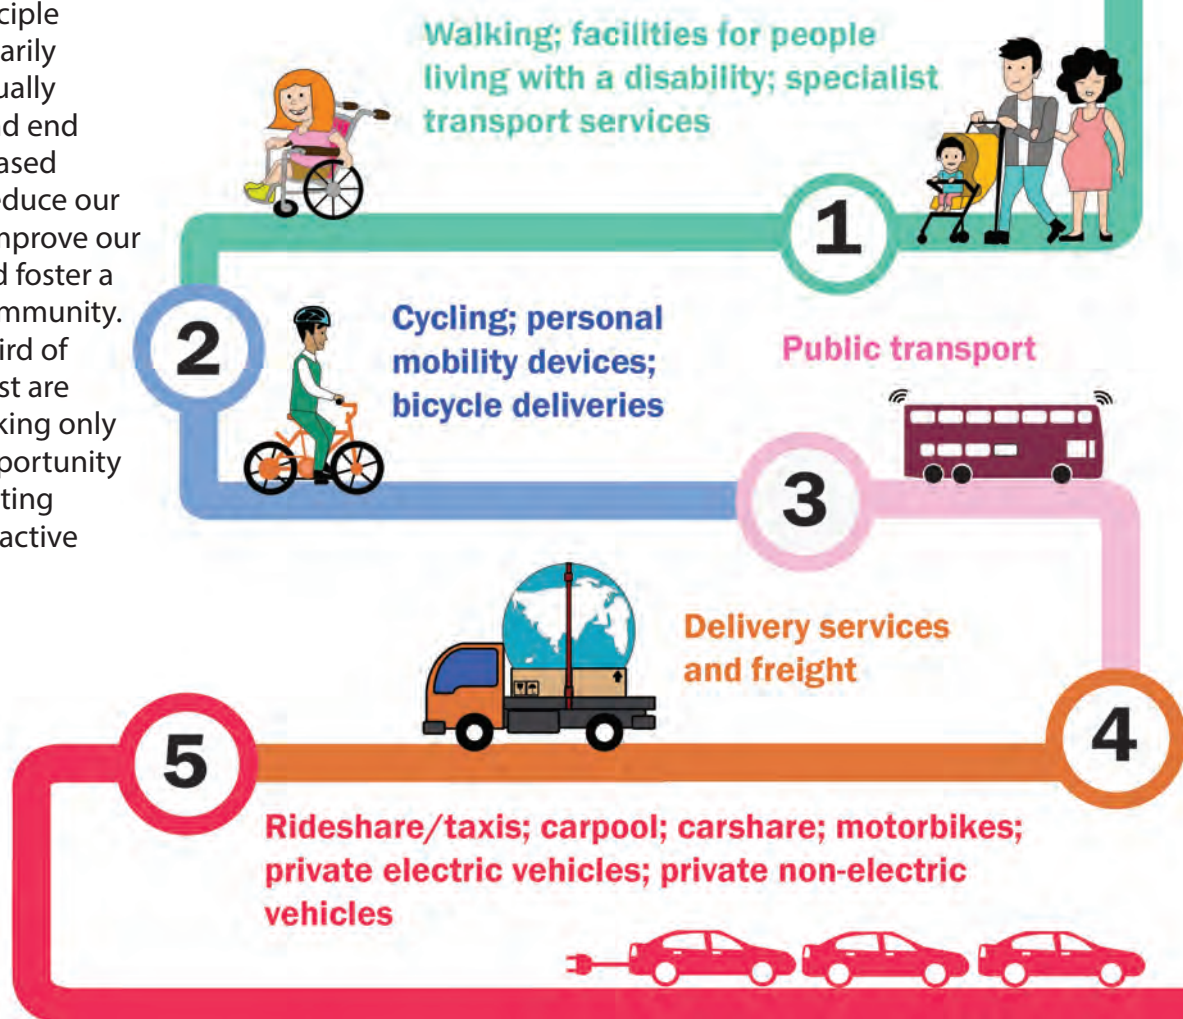 ciple
arily
ually
nd end
ased
educe our
mprove our
d foster a
ommunity.
ird of
st are
king only
portunity
ting
active
Walking; facilities for people
living with a disability; specialist
transport services
1
2
Cycling; personal
mobility devices;
bicycle deliveries
Public transport
3
Delivery services
and freight
4
5
Rideshare/taxis; carpool; carshare; motorbikes;
private electric vehicles; private non-electric
vehicles